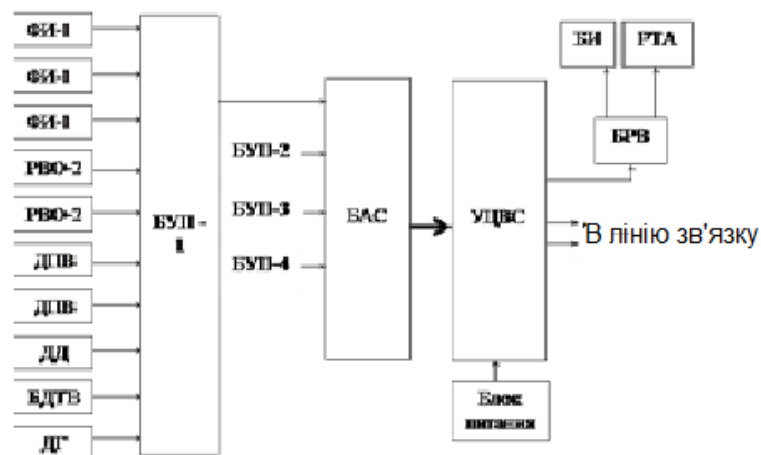 ФИ-1
ФИ-1
ФИ-1
РВО-2
РВО-2
ДПВ
ДПВ
ДД
БДТВ
ДГ
БУП -
1
БУП-2
БУП-3
БУП-4
БАС
УЦВС
БИ
РТА
БРВ
В лінію зв'язку
Блок
питания